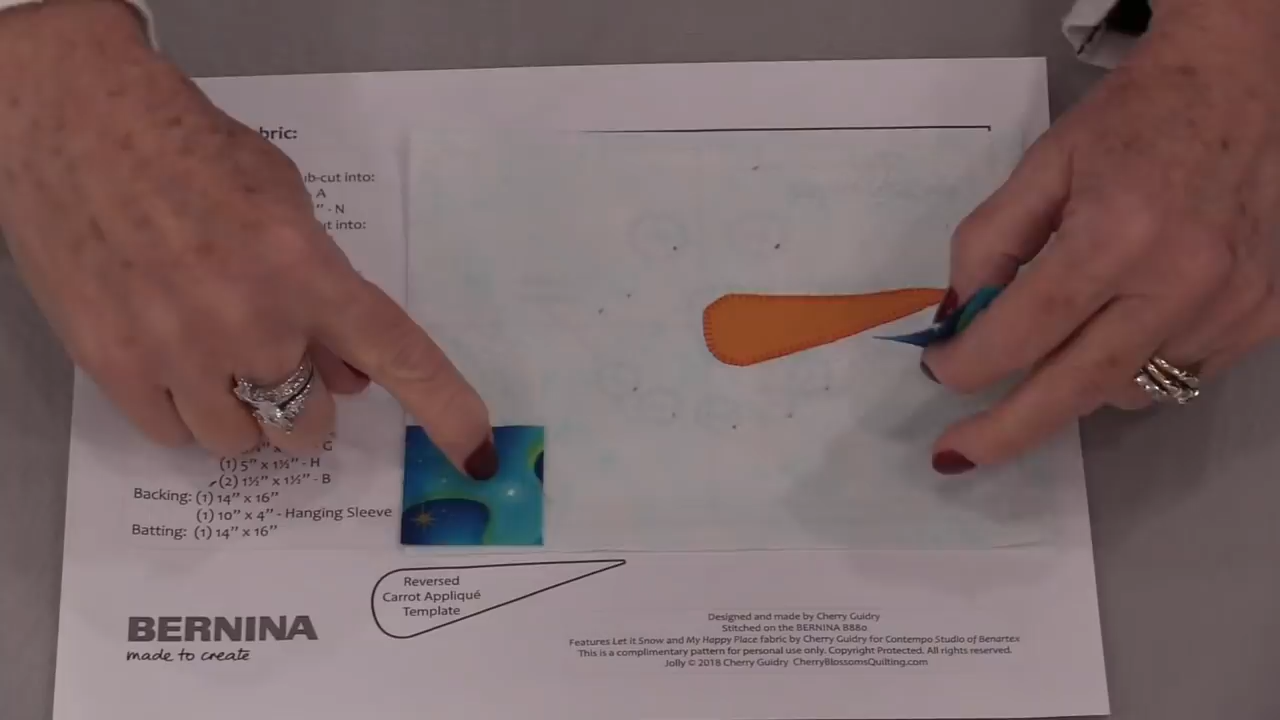 bric:
ub-cut into:
A
" - N
t into:
G
(1) 5" x 1½" - H
(2) 1½" x 1½" - B
Backing: (1) 14" x 16"
(1) 10" x 4" - Hanging Sleeve
Batting: (1) 14" x 16"
Reversed
Carrot Appliqué
Template
BERNINA
made to create
Designed and made by Cherry Guidry
Stitched on the BERNINA B880
Features Let it Snow and My Happy Place fabric by Cherry Guidry for Contempo Studio of Benartex
This is a complimentary pattern for personal use only. Copyright Protected. All rights reserved.
Jolly © 2018 Cherry Guidry CherryBlossomsQuilting.com